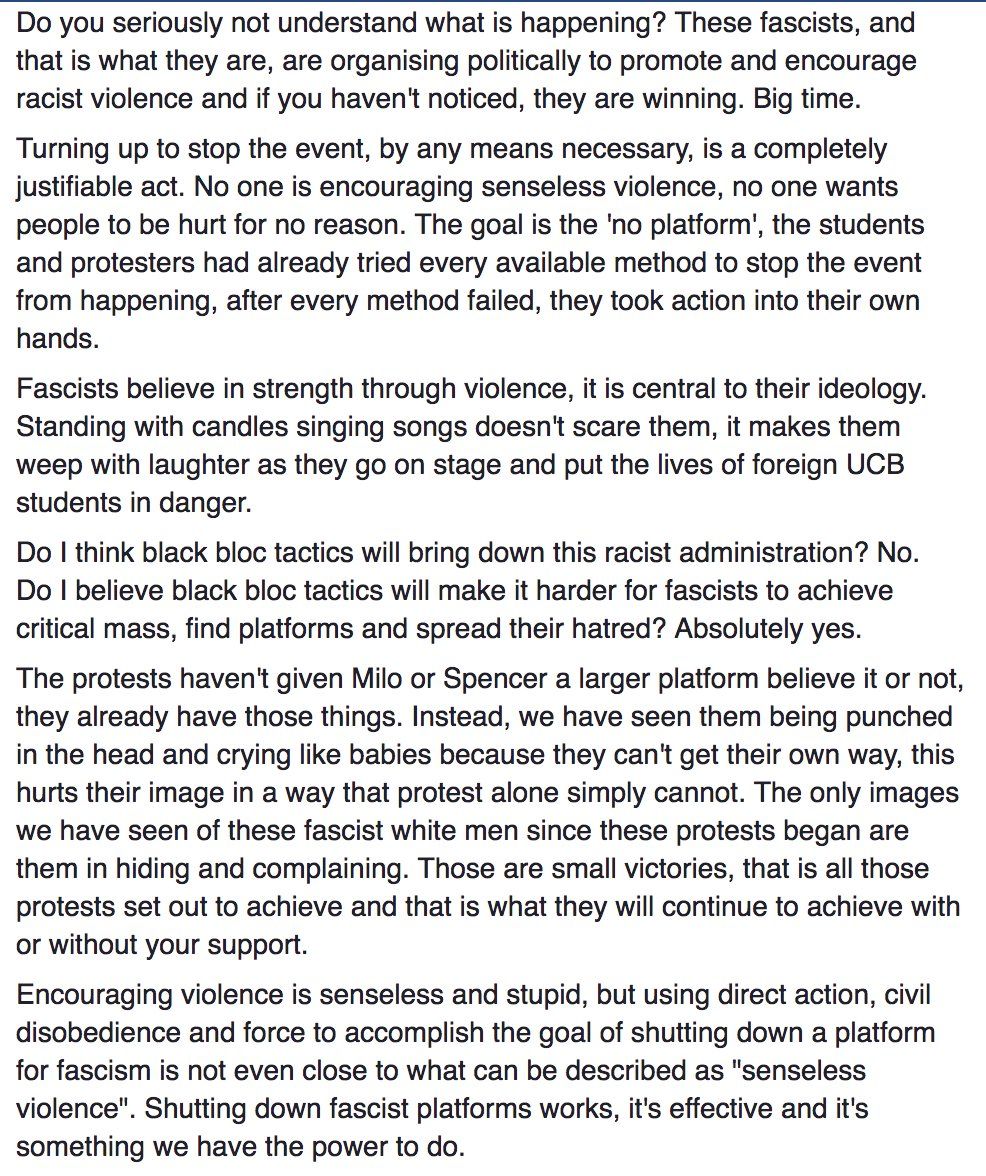 Do you seriously not understand what is happening? These fascists, and
that is what they are, are organising politically to promote and encourage
racist violence and if you haven't noticed, they are winning. Big time.
Turning up to stop the event, by any means necessary, is a completely
justifiable act. No one is encouraging senseless violence, no one wants
people to be hurt for no reason. The goal is the 'no platform', the students
and protesters had already tried every available method to stop the event
from happening, after every method failed, they took action into their own
hands.
Fascists believe in strength through violence, it is central to their ideology.
Standing with candles singing songs doesn't scare them, it makes them
weep with laughter as they go on stage and put the lives of foreign UCB
students in danger.
Do I think black bloc tactics will bring down this racist administration? No.
Do I believe black bloc tactics will make it harder for fascists to achieve
critical mass, find platforms and spread their hatred? Absolutely yes.
The protests haven't given Milo or Spencer a larger platform believe it or not,
they already have those things. Instead, we have seen them being punched
in the head and crying like babies because they can't get their own way, this
hurts their image in a way that protest alone simply cannot. The only images
we have seen of these fascist white men since these protests began are
them in hiding and complaining. Those are small victories, that is all those
protests set out to achieve and that is what they will continue to achieve with
or without your support.
Encouraging violence is senseless and stupid, but using direct action, civil
disobedience and force to accomplish the goal of shutting down a platform
for fascism is not even close to what can be described as "senseless
violence". Shutting down fascist platforms works, it's effective and it's
something we have the power to do.